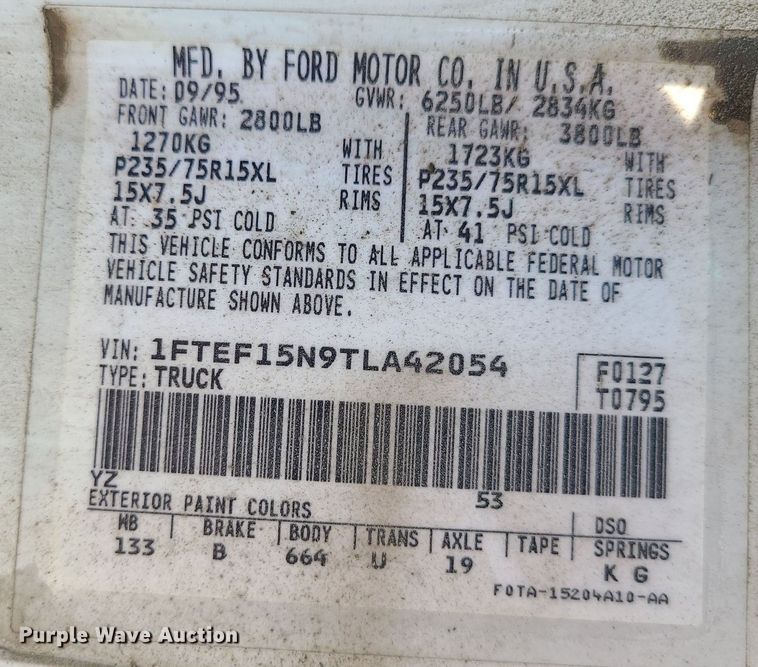 MFD. BY FORD MOTOR CO. IN U.S.A.
DATE: 09/95 GVWR: 6250LB/ 2834KG
FRONT GAWR: 2800LB REAR GAWR: 3800LB
1270KG WITH 1723KG WITH
P235/75R15XL TIRES P235/75R15XL TIRES
15X7.5J RIMS 15X7.5J RIMS
AT: 35 PSI COLD AT: 41 PSI COLD
THIS VEHICLE CONFORMS TO ALL APPLICABLE FEDERAL MOTOR
VEHICLE SAFETY STANDARDS IN EFFECT ON THE DATE OF
MANUFACTURE SHOWN ABOVE.
VIN: 1FTEF15N9TLA42054 F0127
TYPE: TRUCK T0795
YZ 53
EXTERIOR PAINT COLORS DSO
WB BRAKE BODY TRANS AXLE TAPE SPRINGS
133 B 664 U 19 K G
F0TA-15204A10-AA
Purple Wave Auction